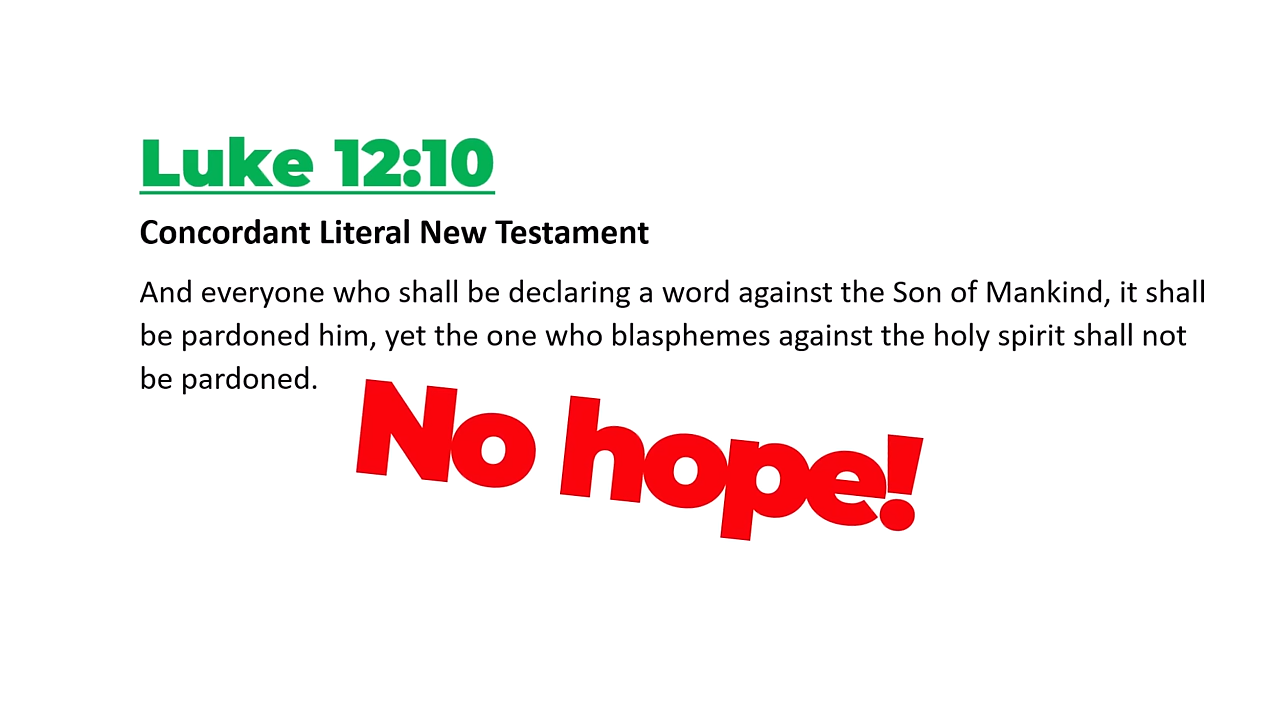 Luke 12:10
Concordant Literal New Testament
And everyone who shall be declaring a word against the Son of Mankind, it shall
be pardoned him, yet the one who blasphemes against the holy spirit shall not
be pardoned.
No hope!